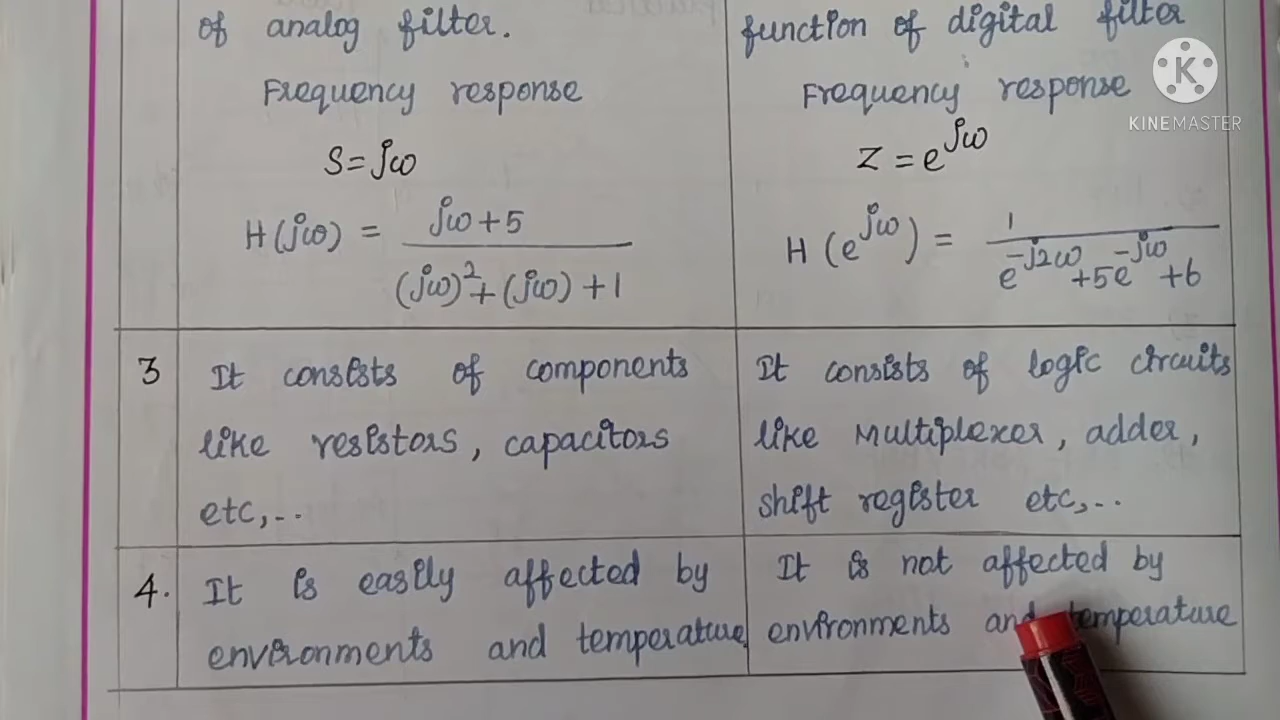 of analog filter.
Frequency response
S = jω
H(jω) = jω+5 / (jω)²+(jω)+1
function of digital filter
Frequency response
Z = e^jω
H(e^jω) = 1 / e^-j2ω+5e^-jω+6
KINEMASTER
3
It consists of components
like resistors, capacitors
etc,..
It consists of logic circuits
like Multiplexer, adder,
shift register etc,..
4.
It is easily affected by
environments and temperature
It is not affected by
environments and temperature